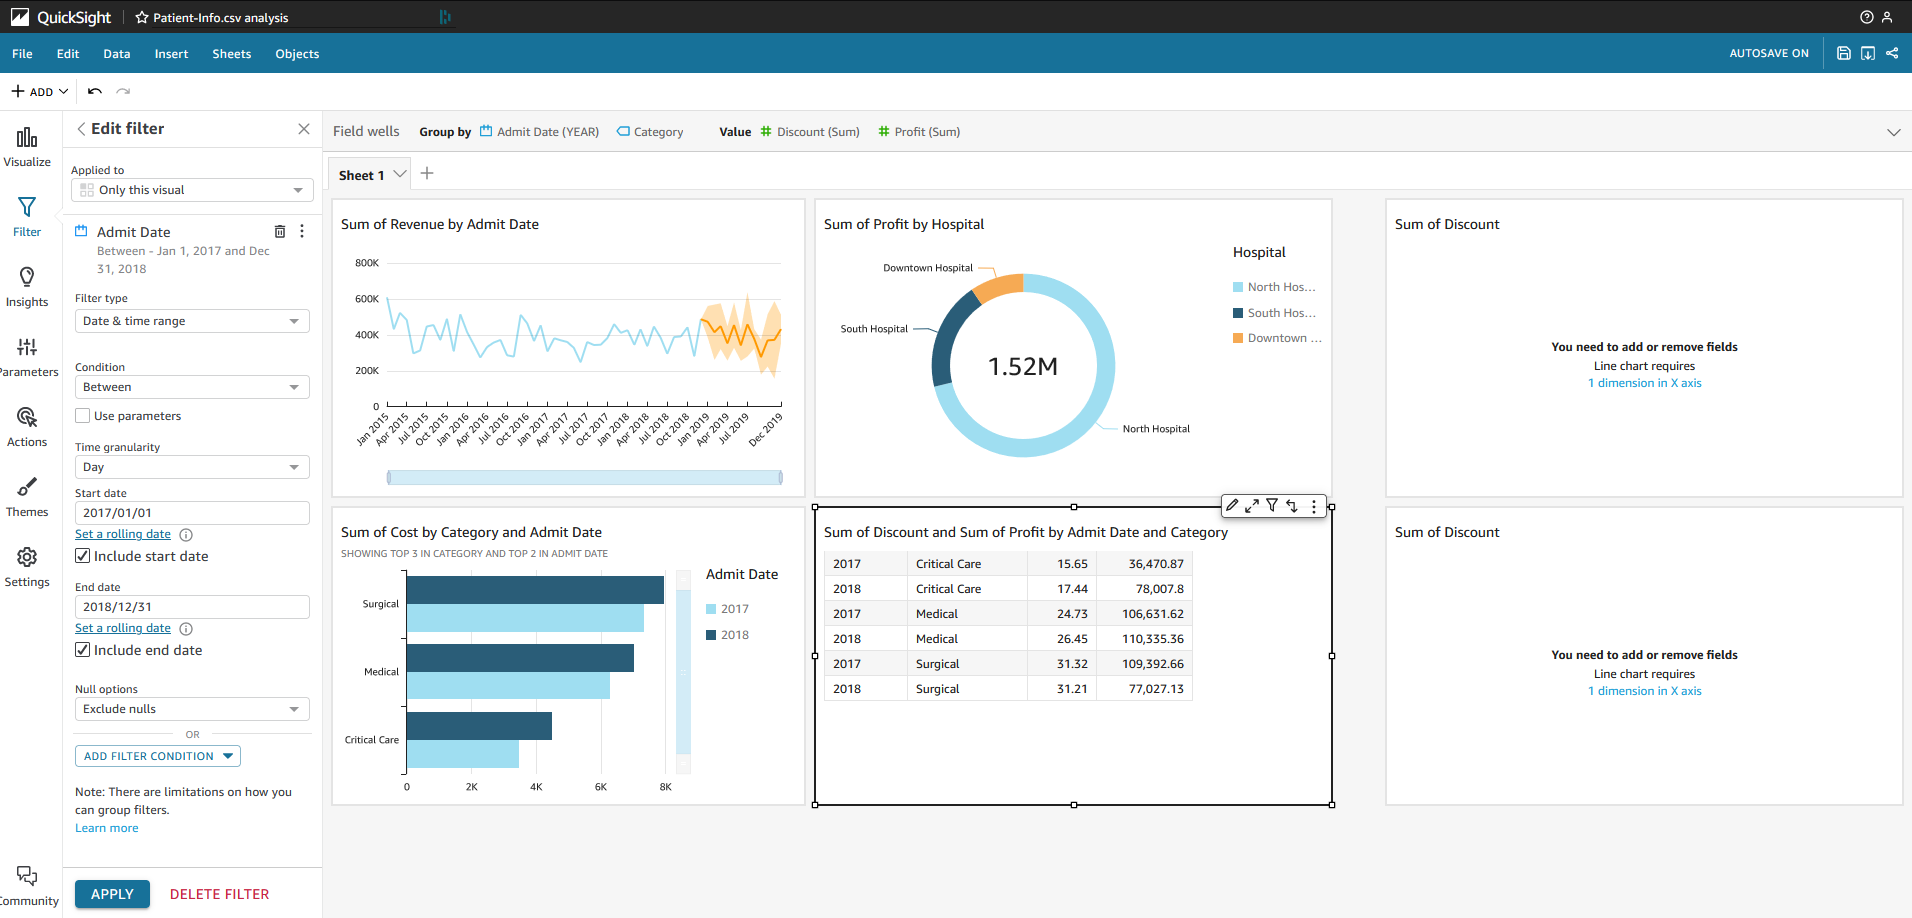 QuickSight
Patient-Info.csv analysis
File Edit Data Insert Sheets Objects
AUTOSAVE ON
ADD
Visualize
Filter
Insights
Parameters
Actions
Themes
Settings
Community
Edit filter
Applied to
Only this visual
Admit Date
Between - Jan 1, 2017 and Dec
31, 2018
Filter type
Date & time range
Condition
Between
Use parameters
Time granularity
Day
Start date
2017/01/01
Set a rolling date
Include start date
End date
2018/12/31
Set a rolling date
Include end date
Null options
Exclude nulls
OR
ADD FILTER CONDITION
Note: There are limitations on how you
can group filters.
Learn more
APPLY DELETE FILTER
Field wells Group by Admit Date (YEAR) Category Value # Discount (Sum) # Profit (Sum)
Sheet 1
Sum of Revenue by Admit Date
800K
600K
400K
200K
0
Jan 2015 Apr 2015 Jul 2015 Oct 2015 Jan 2016 Apr 2016 Jul 2016 Oct 2016 Jan 2017 Apr 2017 Jul 2017 Oct 2017 Jan 2018 Apr 2018 Jul 2018 Oct 2018 Jan 2019 Apr 2019 Jul 2019 Dec 2019
Sum of Profit by Hospital
Downtown Hospital
South Hospital
1.52M
North Hospital
Hospital
North Hos...
South Hos...
Downtown ...
Sum of Discount
You need to add or remove fields
Line chart requires
1 dimension in X axis
Sum of Cost by Category and Admit Date
SHOWING TOP 3 IN CATEGORY AND TOP 2 IN ADMIT DATE
Surgical
Medical
Critical Care
0 2K 4K 6K 8K
Admit Date
2017
2018
Sum of Discount and Sum of Profit by Admit Date and Category
2017 Critical Care 15.65 36,470.87
2018 Critical Care 17.44 78,007.8
2017 Medical 24.73 106,631.62
2018 Medical 26.45 110,335.36
2017 Surgical 31.32 109,392.66
2018 Surgical 31.21 77,027.13
Sum of Discount
You need to add or remove fields
Line chart requires
1 dimension in X axis